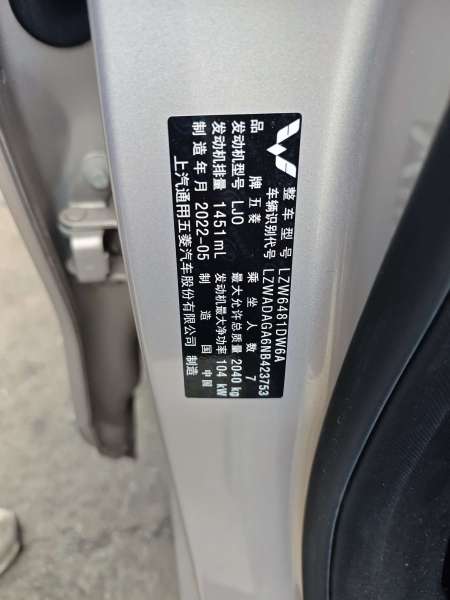 整车型号 LZW6481DW6A
车辆识别代号 LZWADAGA6NB423753
品牌 五菱 乘坐人数 7
发动机型号 LJO 最大允许总质量 2040 kg
发动机排量 1451 mL 发动机最大净功率 104 kW
制造年月 2022-05 制造国 中国
上汽通用五菱汽车股份有限公司 制造